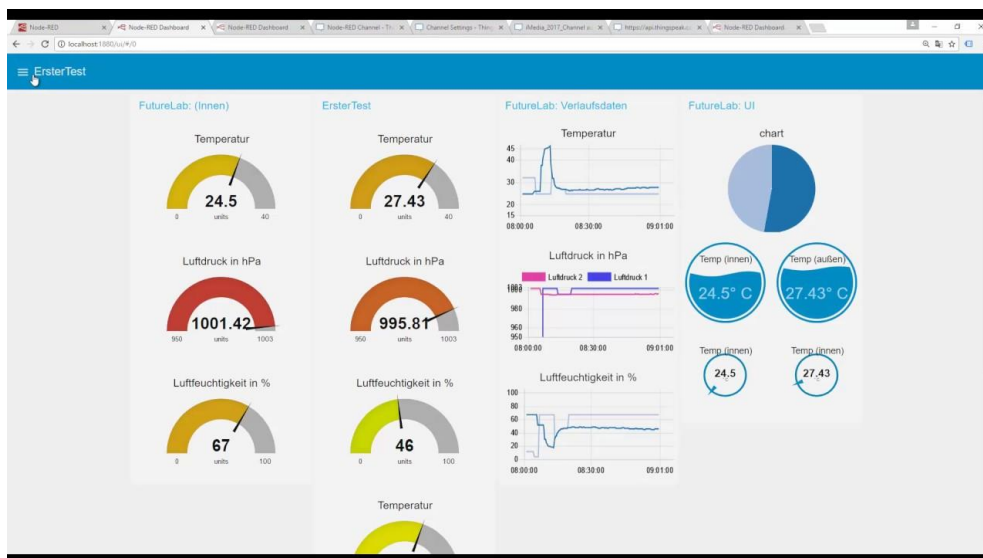 Node-RED
Node-RED Dashboard
Node-RED Dashboard
Node-RED Channel - Thi
Channel Settings - Thing
iMedia_2017_Channel
https://api.thingspeak.c
Node-RED Dashboard
localhost:1880/ui/#/0
ErsterTest
FutureLab: (Innen)
Temperatur
24.5
0 units 40
Luftdruck in hPa
1001.42
950 units 1003
Luftfeuchtigkeit in %
67
0 units 100
ErsterTest
Temperatur
27.43
0 units 40
Luftdruck in hPa
995.81
950 units 1003
Luftfeuchtigkeit in %
46
0 units 100
Temperatur
FutureLab: Verlaufsdaten
Temperatur
45
40
30
20
15
08:00:00 08:30:00 09:01:00
Luftdruck in hPa
Luftdruck 2 Luftdruck 1
980
960
950
08:00:00 08:30:00 09:01:00
Luftfeuchtigkeit in %
100
80
60
40
20
0
08:00:00 08:30:00 09:01:00
FutureLab: UI
chart
Temp (innen) Temp (außen)
24.5° C 27.43° C
Temp (innen) Temp (innen)
24.5 27.43